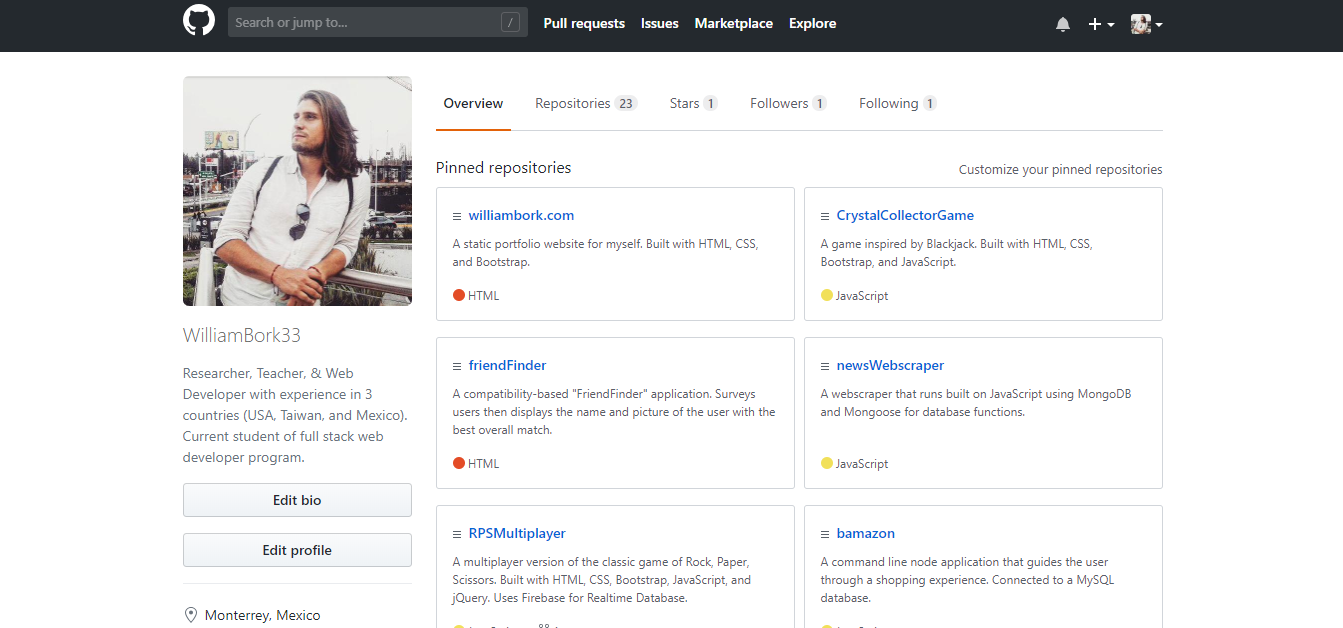 Search or jump to... /
Pull requests Issues Marketplace Explore
Overview Repositories 23 Stars 1 Followers 1 Following 1
Pinned repositories
Customize your pinned repositories
williambork.com
A static portfolio website for myself. Built with HTML, CSS,
and Bootstrap.
HTML
CrystalCollectorGame
A game inspired by Blackjack. Built with HTML, CSS,
Bootstrap, and JavaScript.
JavaScript
friendFinder
A compatibility-based "FriendFinder" application. Surveys
users then displays the name and picture of the user with the
best overall match.
HTML
newsWebscraper
A webscraper that runs built on JavaScript using MongoDB
and Mongoose for database functions.
JavaScript
RPSMultiplayer
A multiplayer version of the classic game of Rock, Paper,
Scissors. Built with HTML, CSS, Bootstrap, JavaScript, and
jQuery. Uses Firebase for Realtime Database.
bamazon
A command line node application that guides the user
through a shopping experience. Connected to a MySQL
database.
WilliamBork33
Researcher, Teacher, & Web
Developer with experience in 3
countries (USA, Taiwan, and Mexico).
Current student of full stack web
developer program.
Edit bio
Edit profile
Monterrey, Mexico